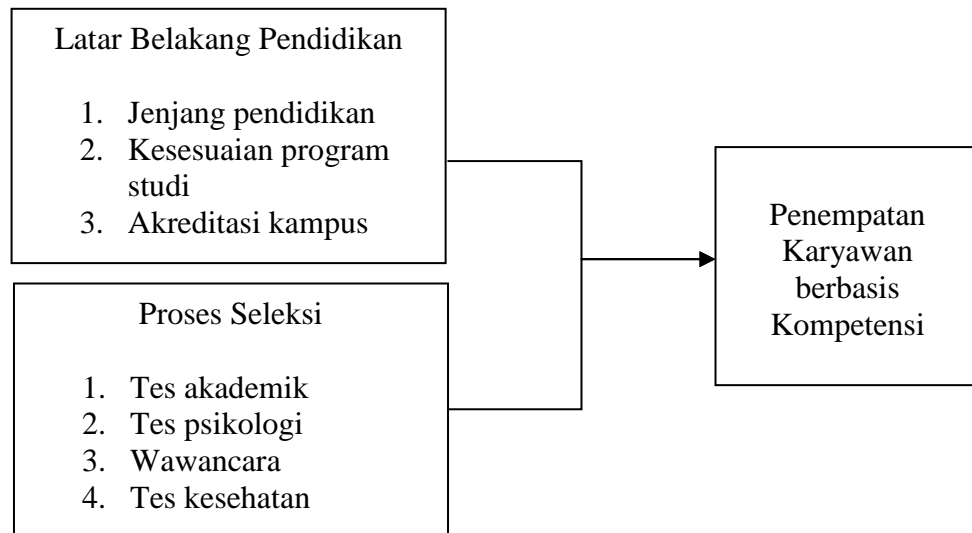 Latar Belakang Pendidikan
1. Jenjang pendidikan
2. Kesesuaian program
studi
3. Akreditasi kampus
Proses Seleksi
1. Tes akademik
2. Tes psikologi
3. Wawancara
4. Tes kesehatan
Penempatan
Karyawan
berbasis
Kompetensi